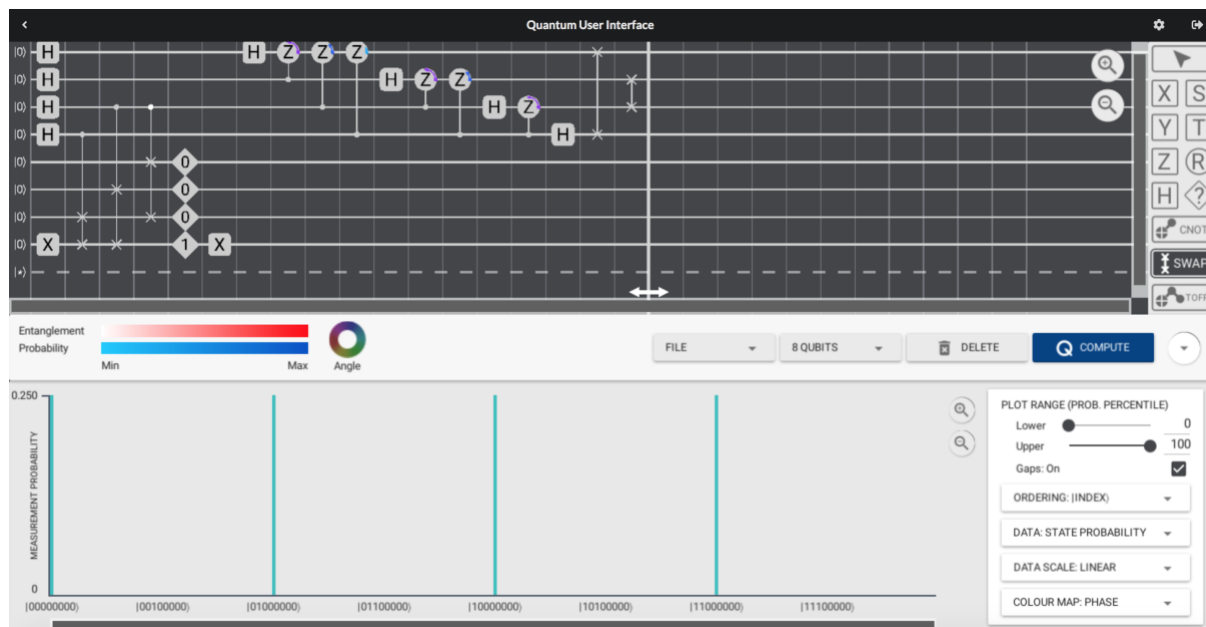 Quantum User Interface
|0⟩ H H Z Z Z
|0⟩ H H Z Z
|0⟩ H H Z
|0⟩ H H
|0⟩ 0
|0⟩ 0
|0⟩ 0
|0⟩ X 1 X
X S
Y T
Z R
H ?
CNOT
SWAP
TOFF
Entanglement
Probability
Min Max Angle
FILE 8 QUBITS DELETE COMPUTE
0.250
MEASUREMENT PROBABILITY
0
|00000000⟩ |00100000⟩ |01000000⟩ |01100000⟩ |10000000⟩ |10100000⟩ |11000000⟩ |11100000⟩
PLOT RANGE (PROB. PERCENTILE)
Lower 0
Upper 100
Gaps: On
ORDERING: |INDEX⟩
DATA: STATE PROBABILITY
DATA SCALE: LINEAR
COLOUR MAP: PHASE